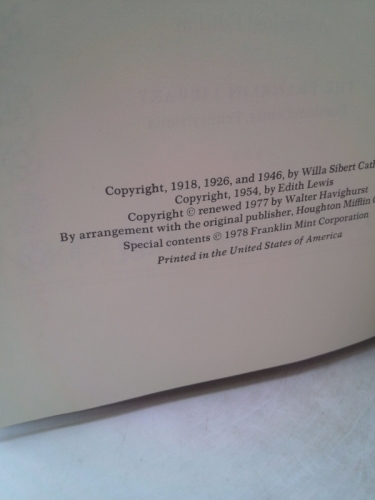 Copyright, 1918, 1926, and 1946, by Willa Sibert Cath
Copyright, 1954, by Edith Lewis
Copyright © renewed 1977 by Walter Havighurst
By arrangement with the original publisher, Houghton Mifflin
Special contents © 1978 Franklin Mint Corporation
Printed in the United States of America